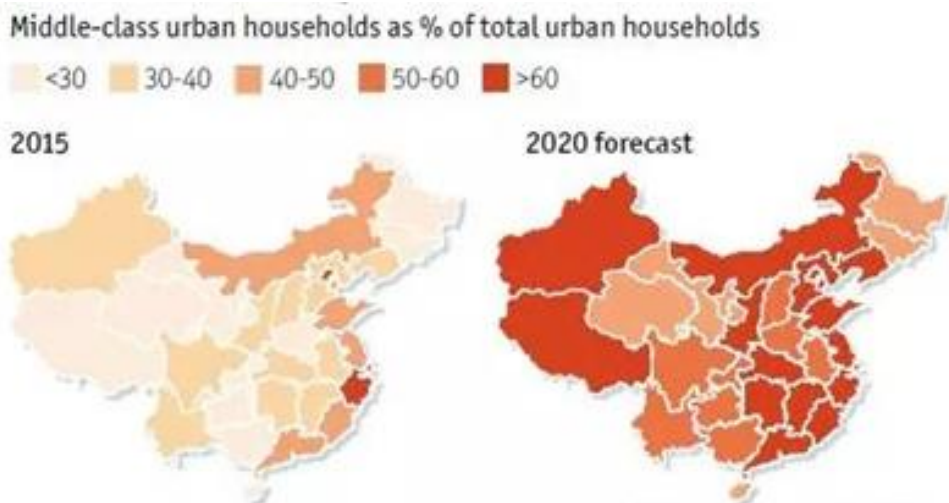 Middle-class urban households as % of total urban households
<30 30-40 40-50 50-60 >60
2015 2020 forecast